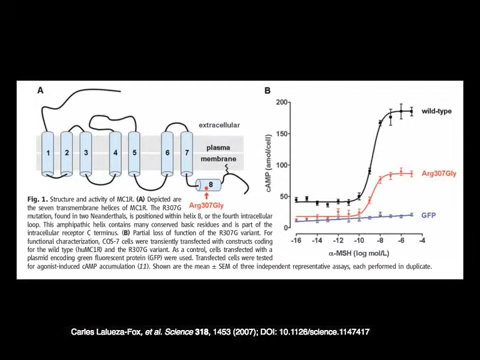 A
extracellular
1 2 3 4 5 6 7
plasma
membrane
8
Arg307Gly
Fig. 1. Structure and activity of MC1R. (A) Depicted are
the seven transmembrane helices of MC1R. The R307G
mutation, found in two Neanderthals, is positioned within helix 8, or the fourth intracellular
loop. This amphipathic helix contains many conserved basic residues and is part of the
intracellular receptor C terminus. (B) Partial loss of function of the R307G variant. For
functional characterization, COS-7 cells were transiently transfected with constructs coding
for the wild type (huMC1R) and the R307G variant. As a control, cells transfected with a
plasmid encoding green fluorescent protein (GFP) were used. Transfected cells were tested
for agonist-induced cAMP accumulation (11). Shown are the mean ± SEM of three independent representative assays, each performed in duplicate.
B
200
150
100
50
0
cAMP (amol/cell)
wild-type
Arg307Gly
GFP
-16 -14 -12 -10 -8 -6 -4
α-MSH (log mol/L)
Carles Lalueza-Fox, et al. Science 318, 1453 (2007); DOI: 10.1126/science.1147417